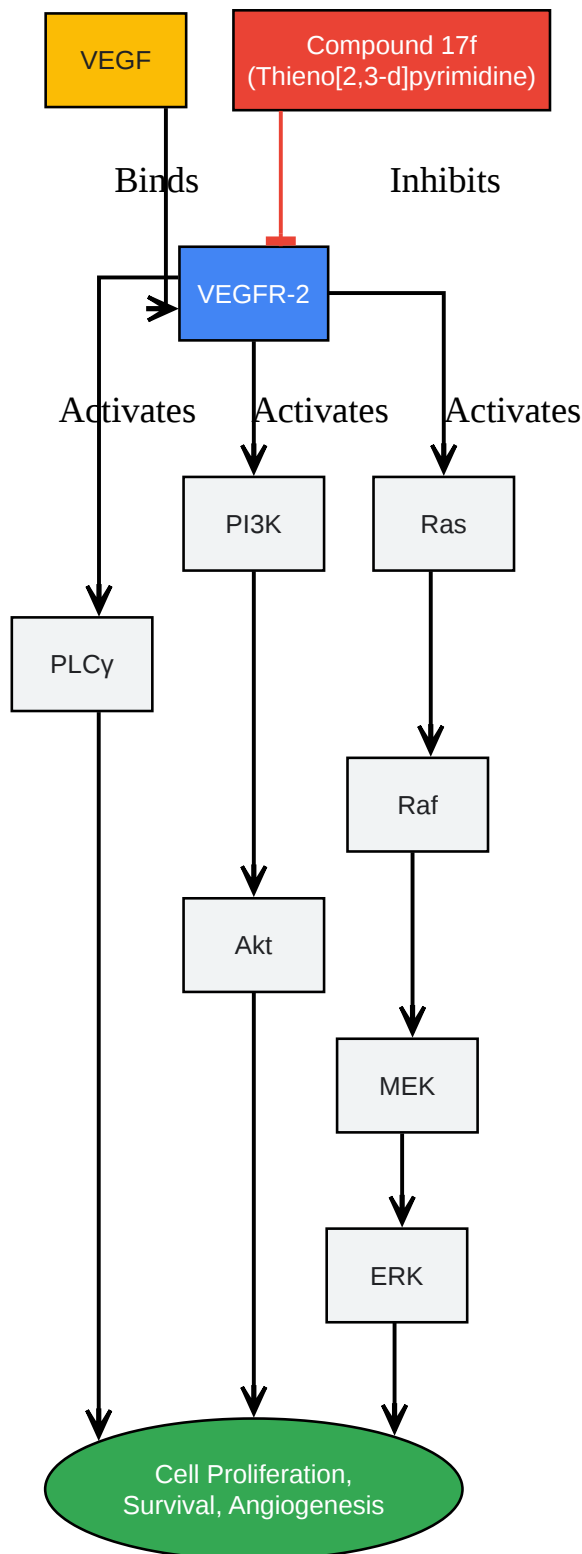 VEGF
Compound 17f
(Thieno[2,3-d]pyrimidine)
Binds
Inhibits
VEGFR-2
Activates
Activates
Activates
PI3K
Ras
PLCγ
Raf
Akt
MEK
ERK
Cell Proliferation,
Survival, Angiogenesis